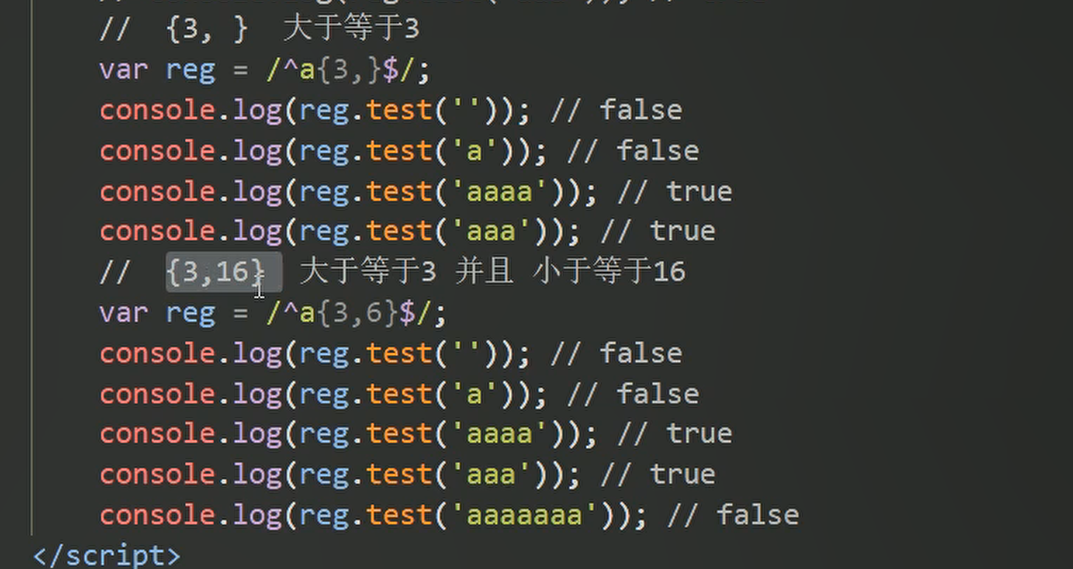 //  {3, }  大于等于3
var reg = /^a{3,}$/;
console.log(reg.test('')); // false
console.log(reg.test('a')); // false
console.log(reg.test('aaaa')); // true
console.log(reg.test('aaa')); // true
//  {3,16}  大于等于3 并且 小于等于16
var reg = /^a{3,6}$/;
console.log(reg.test('')); // false
console.log(reg.test('a')); // false
console.log(reg.test('aaaa')); // true
console.log(reg.test('aaa')); // true
console.log(reg.test('aaaaaaa')); // false
</script>